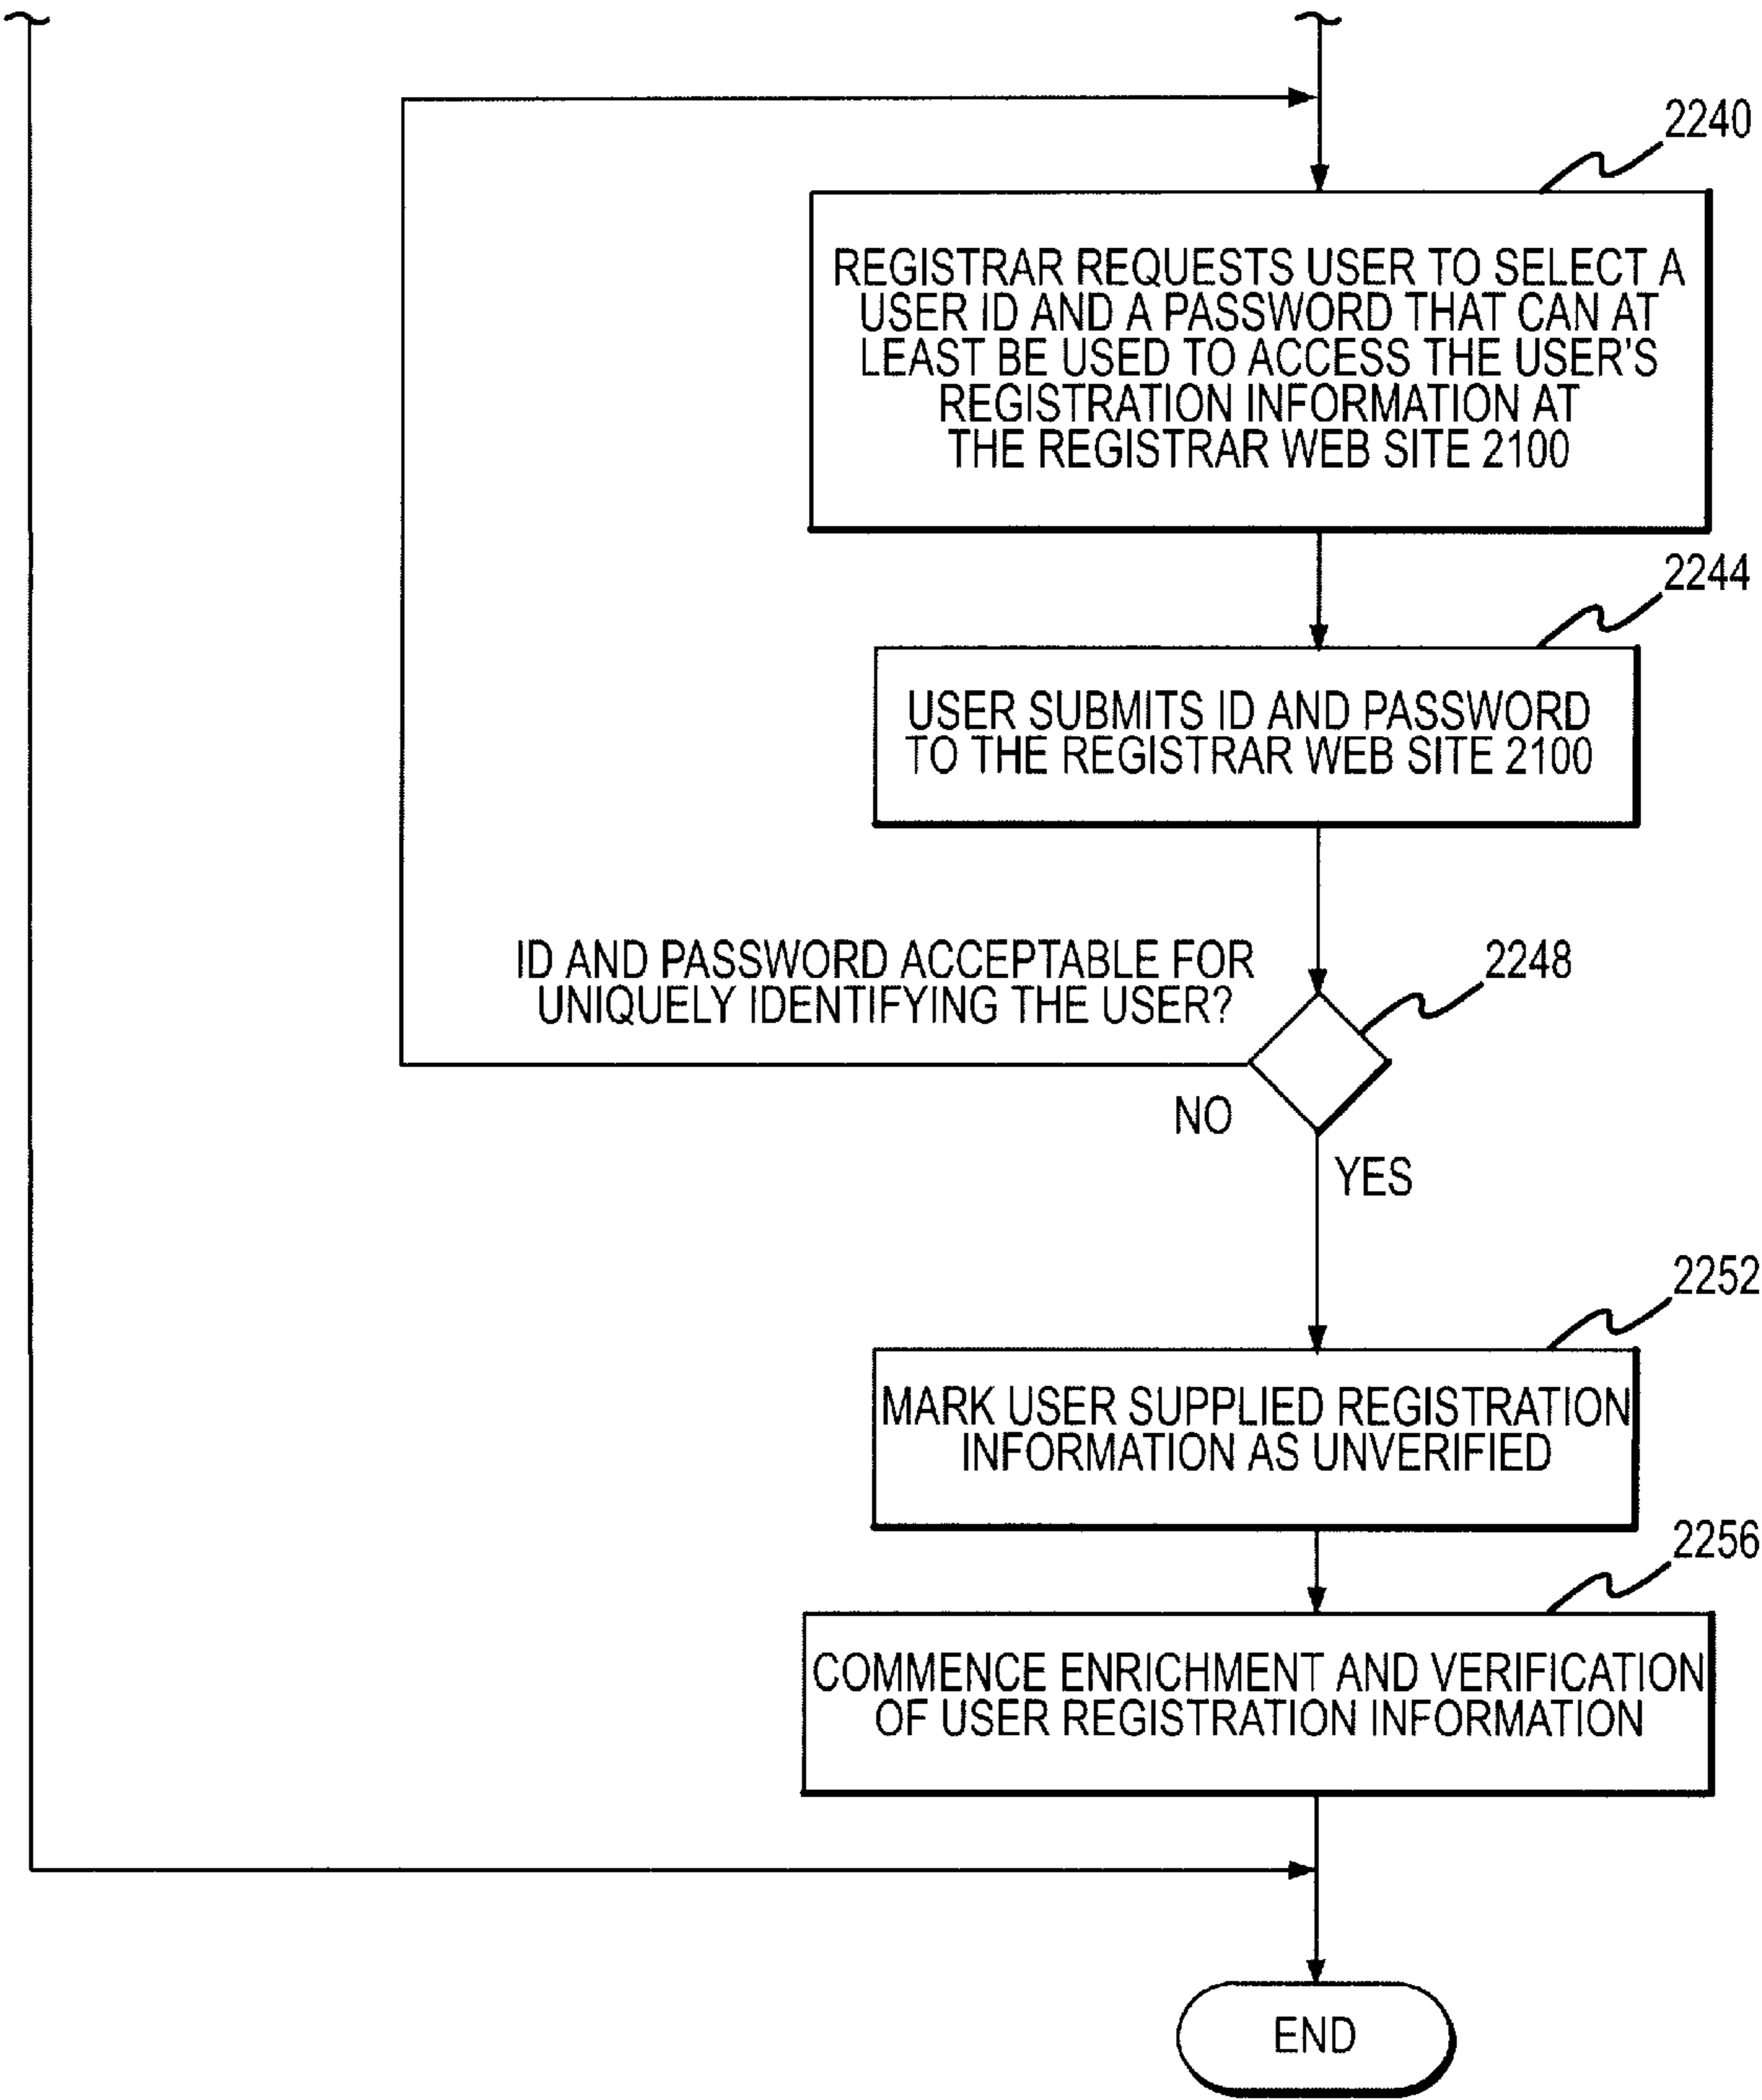 2240
REGISTRAR REQUESTS USER TO SELECT A
USER ID AND A PASSWORD THAT CAN AT
LEAST BE USED TO ACCESS THE USER'S
REGISTRATION INFORMATION AT
THE REGISTRAR WEB SITE 2100
2244
USER SUBMITS ID AND PASSWORD
TO THE REGISTRAR WEB SITE 2100
ID AND PASSWORD ACCEPTABLE FOR
UNIQUELY IDENTIFYING THE USER?
2248
NO
YES
2252
MARK USER SUPPLIED REGISTRATION
INFORMATION AS UNVERIFIED
2256
COMMENCE ENRICHMENT AND VERIFICATION
OF USER REGISTRATION INFORMATION
END